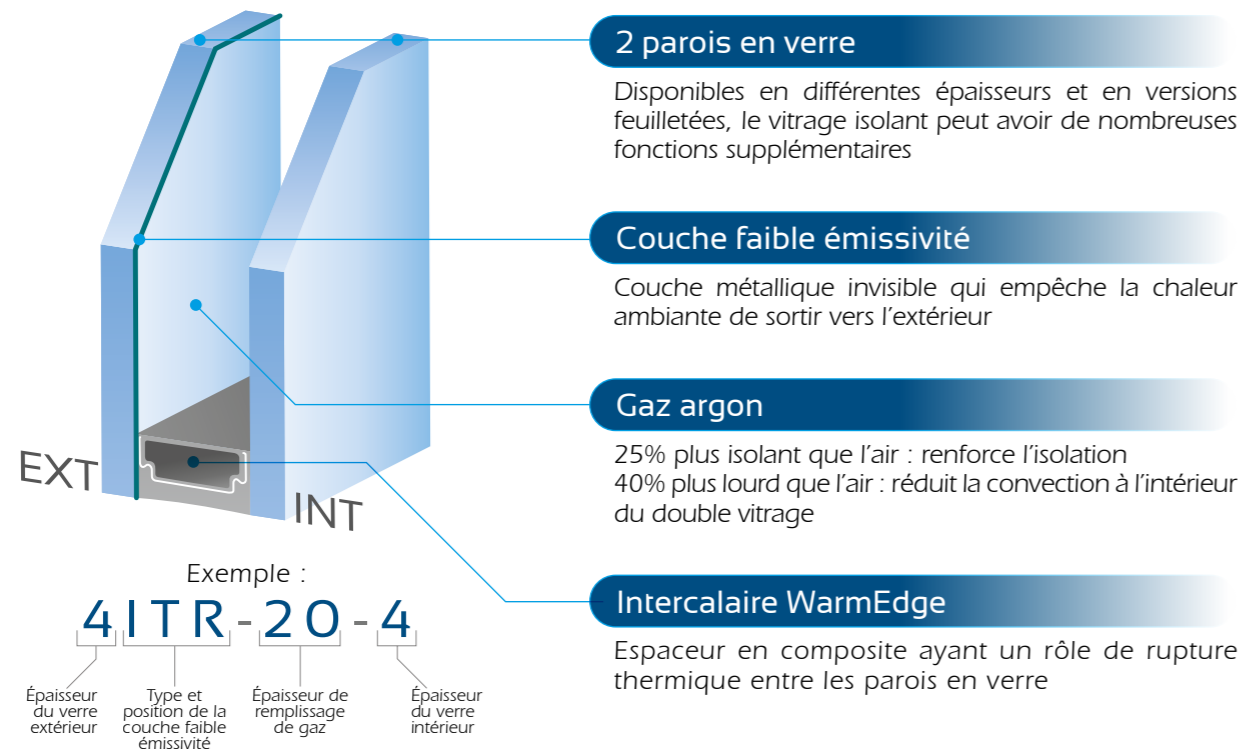 2 parois en verre
Disponibles en différentes épaisseurs et en versions
feuilletées, le vitrage isolant peut avoir de nombreuses
fonctions supplémentaires
Couche faible émissivité
Couche métallique invisible qui empêche la chaleur
ambiante de sortir vers l'extérieur
Gaz argon
25% plus isolant que l'air : renforce l'isolation
40% plus lourd que l'air : réduit la convection à l'intérieur
du double vitrage
Intercalaire WarmEdge
Espaceur en composite ayant un rôle de rupture
thermique entre les parois en verre
EXT
INT
Exemple :
4ITR-20-4
Épaisseur
du verre
extérieur
Type et
position de la
couche faible
émissivité
Épaisseur de
remplissage
de gaz
Épaisseur
du verre
intérieur